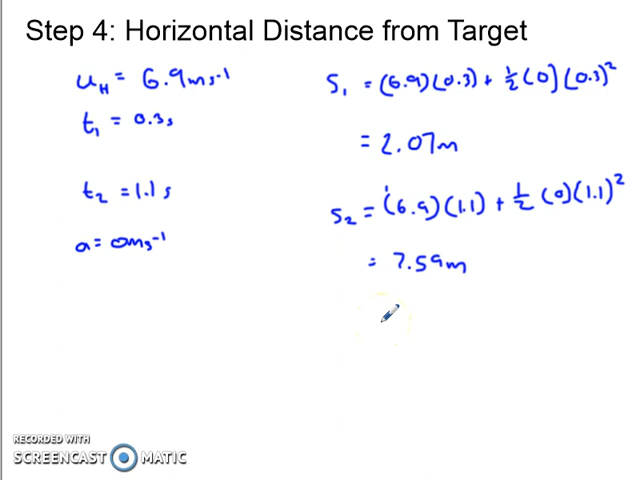 Step 4: Horizontal Distance from Target
u_H = 6.9ms⁻¹
t₁ = 0.3s
t₂ = 1.1s
a = 0ms⁻¹
S₁ = (6.9)(0.3) + ½(0)(0.3)²
= 2.07m
S₂ = (6.9)(1.1) + ½(0)(1.1)²
= 7.59m
RECORDED WITH
SCREENCAST MATIC